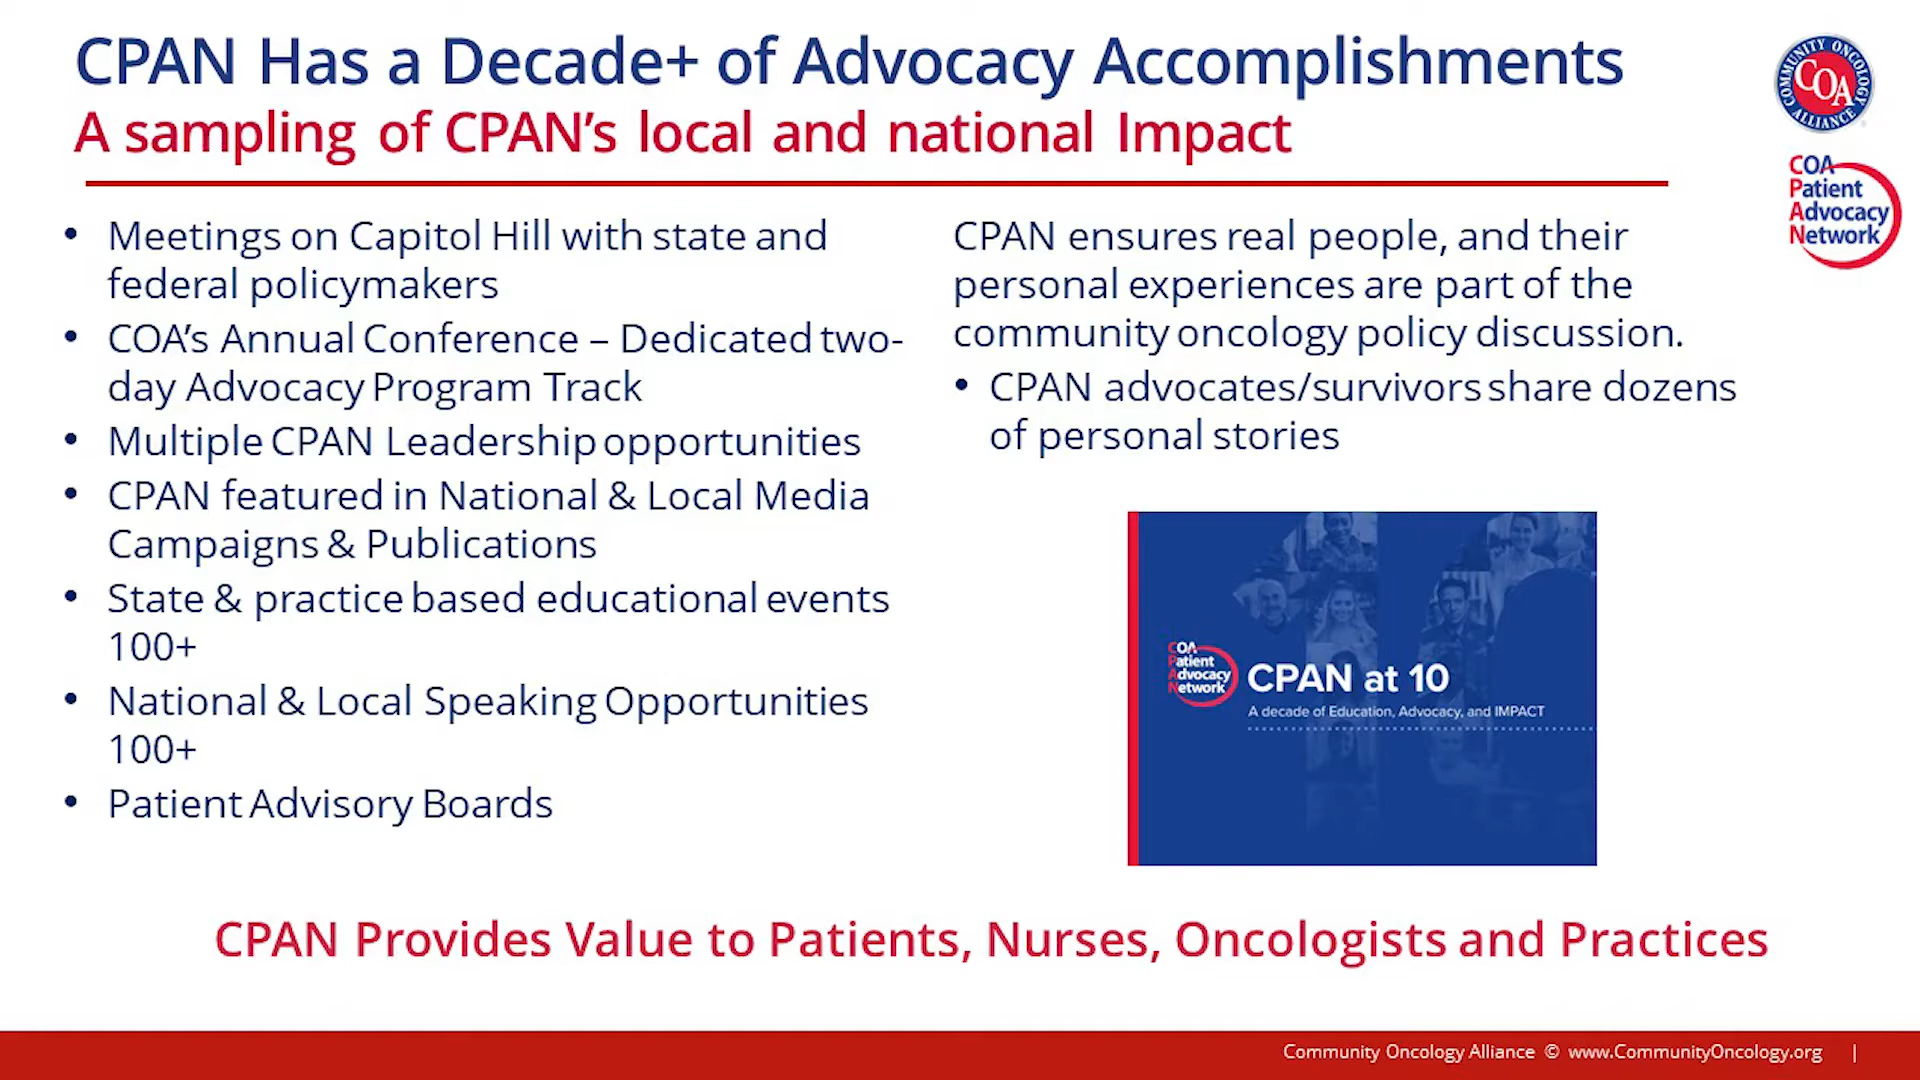 CPAN Has a Decade+ of Advocacy Accomplishments
A sampling of CPAN's local and national Impact
COMMUNITY ONCOLOGY ALLIANCE
COA
COA
Patient
Advocacy
Network
• Meetings on Capitol Hill with state and
federal policymakers
• COA's Annual Conference – Dedicated two-
day Advocacy Program Track
• Multiple CPAN Leadership opportunities
• CPAN featured in National & Local Media
Campaigns & Publications
• State & practice based educational events
100+
• National & Local Speaking Opportunities
100+
• Patient Advisory Boards
CPAN ensures real people, and their
personal experiences are part of the
community oncology policy discussion.
• CPAN advocates/survivors share dozens
of personal stories
COA
Patient
Advocacy
Network
CPAN at 10
A decade of Education, Advocacy, and IMPACT
CPAN Provides Value to Patients, Nurses, Oncologists and Practices
Community Oncology Alliance © www.CommunityOncology.org |